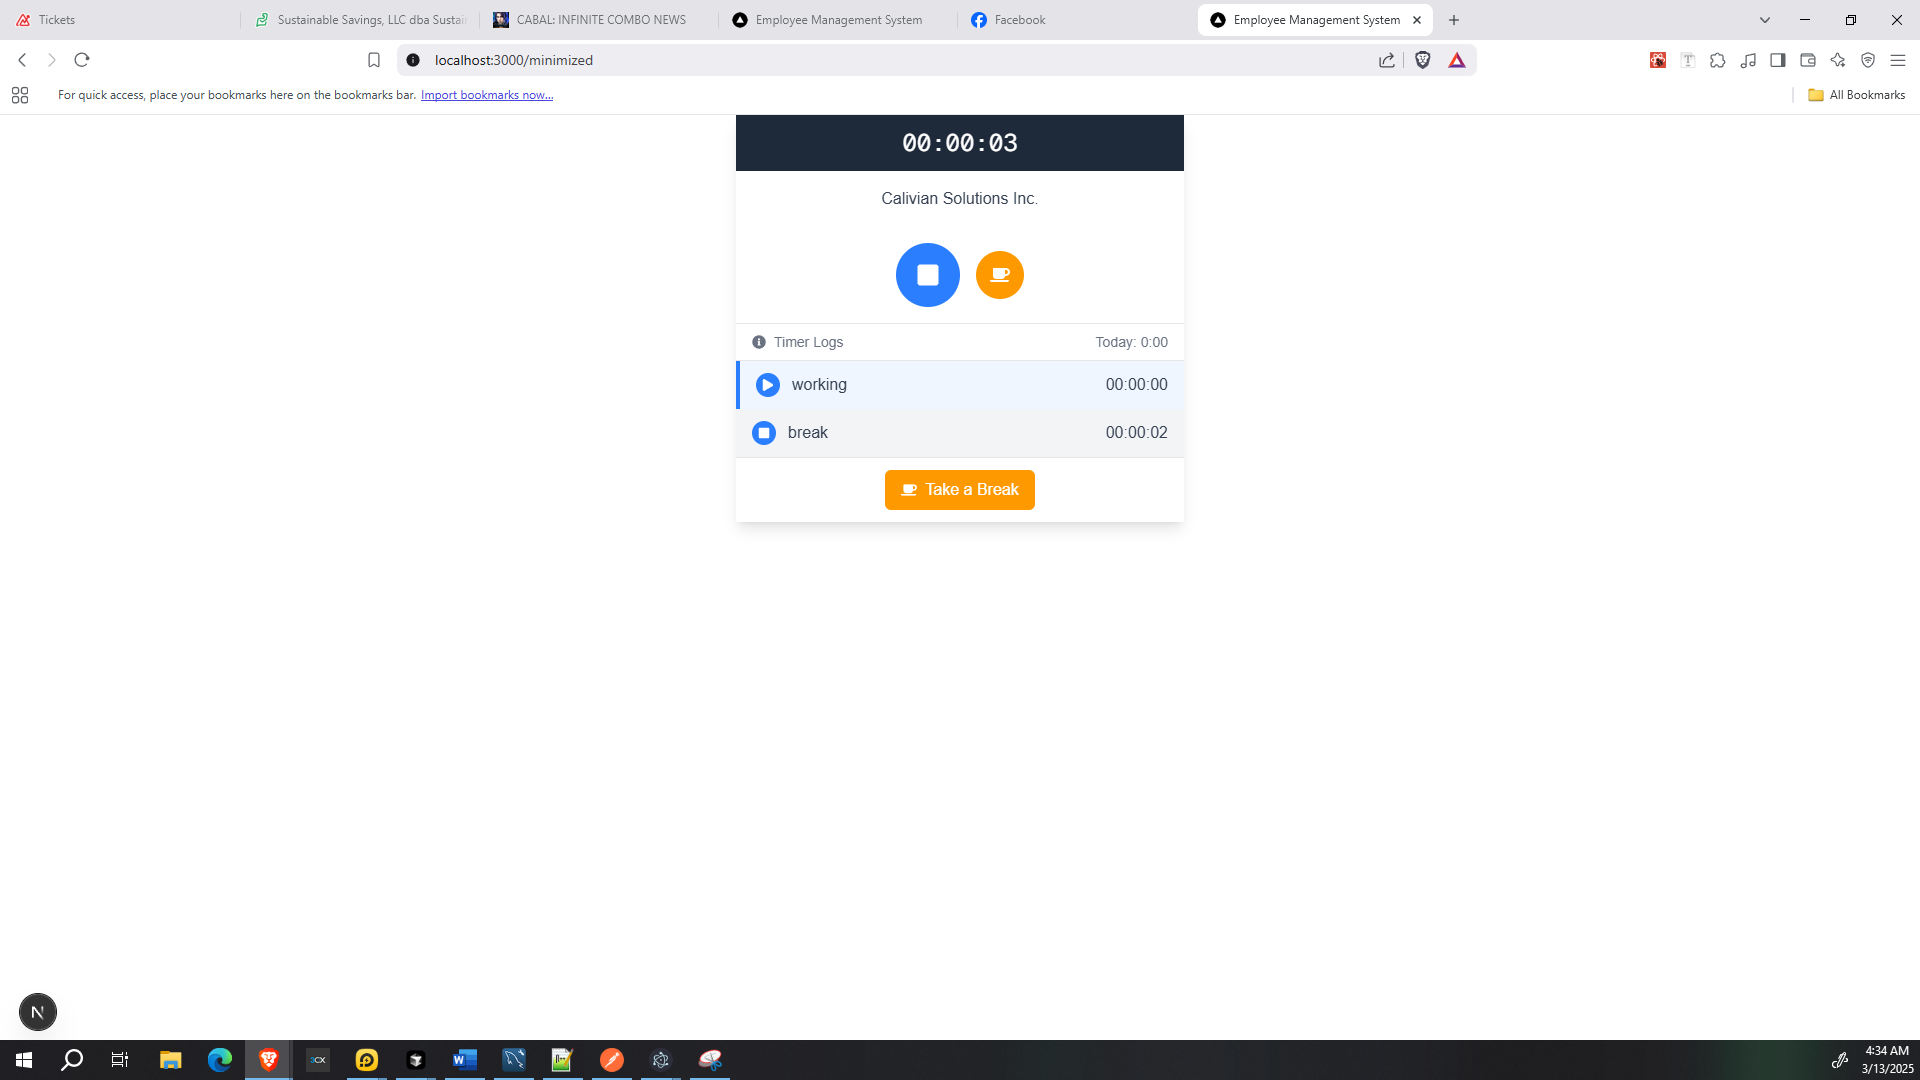 Tickets
Sustainable Savings, LLC dba Sustai
CABAL: INFINITE COMBO NEWS
Employee Management System
Facebook
Employee Management System
localhost:3000/minimized
For quick access, place your bookmarks here on the bookmarks bar. Import bookmarks now...
All Bookmarks
00:00:03
Calivian Solutions Inc.
Timer Logs
Today: 0:00
working
00:00:00
break
00:00:02
Take a Break
N
3CX
4:34 AM
3/13/2025